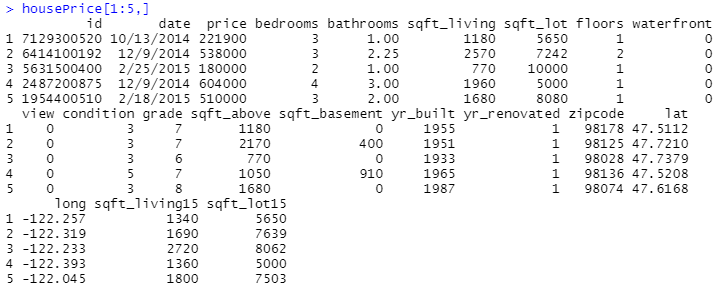 > housePrice[1:5,]
          id       date  price bedrooms bathrooms sqft_living sqft_lot floors waterfront
1 7129300520 10/13/2014 221900        3      1.00        1180     5650      1          0
2 6414100192  12/9/2014 538000        3      2.25        2570     7242      2          0
3 5631500400  2/25/2015 180000        2      1.00         770    10000      1          0
4 2487200875  12/9/2014 604000        4      3.00        1960     5000      1          0
5 1954400510  2/18/2015 510000        3      2.00        1680     8080      1          0
  view condition grade sqft_above sqft_basement yr_built yr_renovated zipcode     lat
1    0         3     7       1180             0     1955            1   98178 47.5112
2    0         3     7       2170           400     1951            1   98125 47.7210
3    0         3     6        770             0     1933            1   98028 47.7379
4    0         5     7       1050           910     1965            1   98136 47.5208
5    0         3     8       1680             0     1987            1   98074 47.6168
      long sqft_living15 sqft_lot15
1 -122.257          1340       5650
2 -122.319          1690       7639
3 -122.233          2720       8062
4 -122.393          1360       5000
5 -122.045          1800       7503